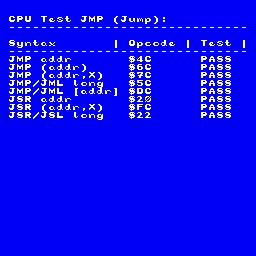 CPU Test JMP (Jump):
------------------------------
Syntax | Opcode | Test |
------------------------------
JMP addr $4C PASS
JMP (addr) $6C PASS
JMP (addr,X) $7C PASS
JMP/JML long $5C PASS
JMP/JML [addr] $DC PASS
JSR addr $20 PASS
JSR (addr,X) $FC PASS
JSR/JSL long $22 PASS